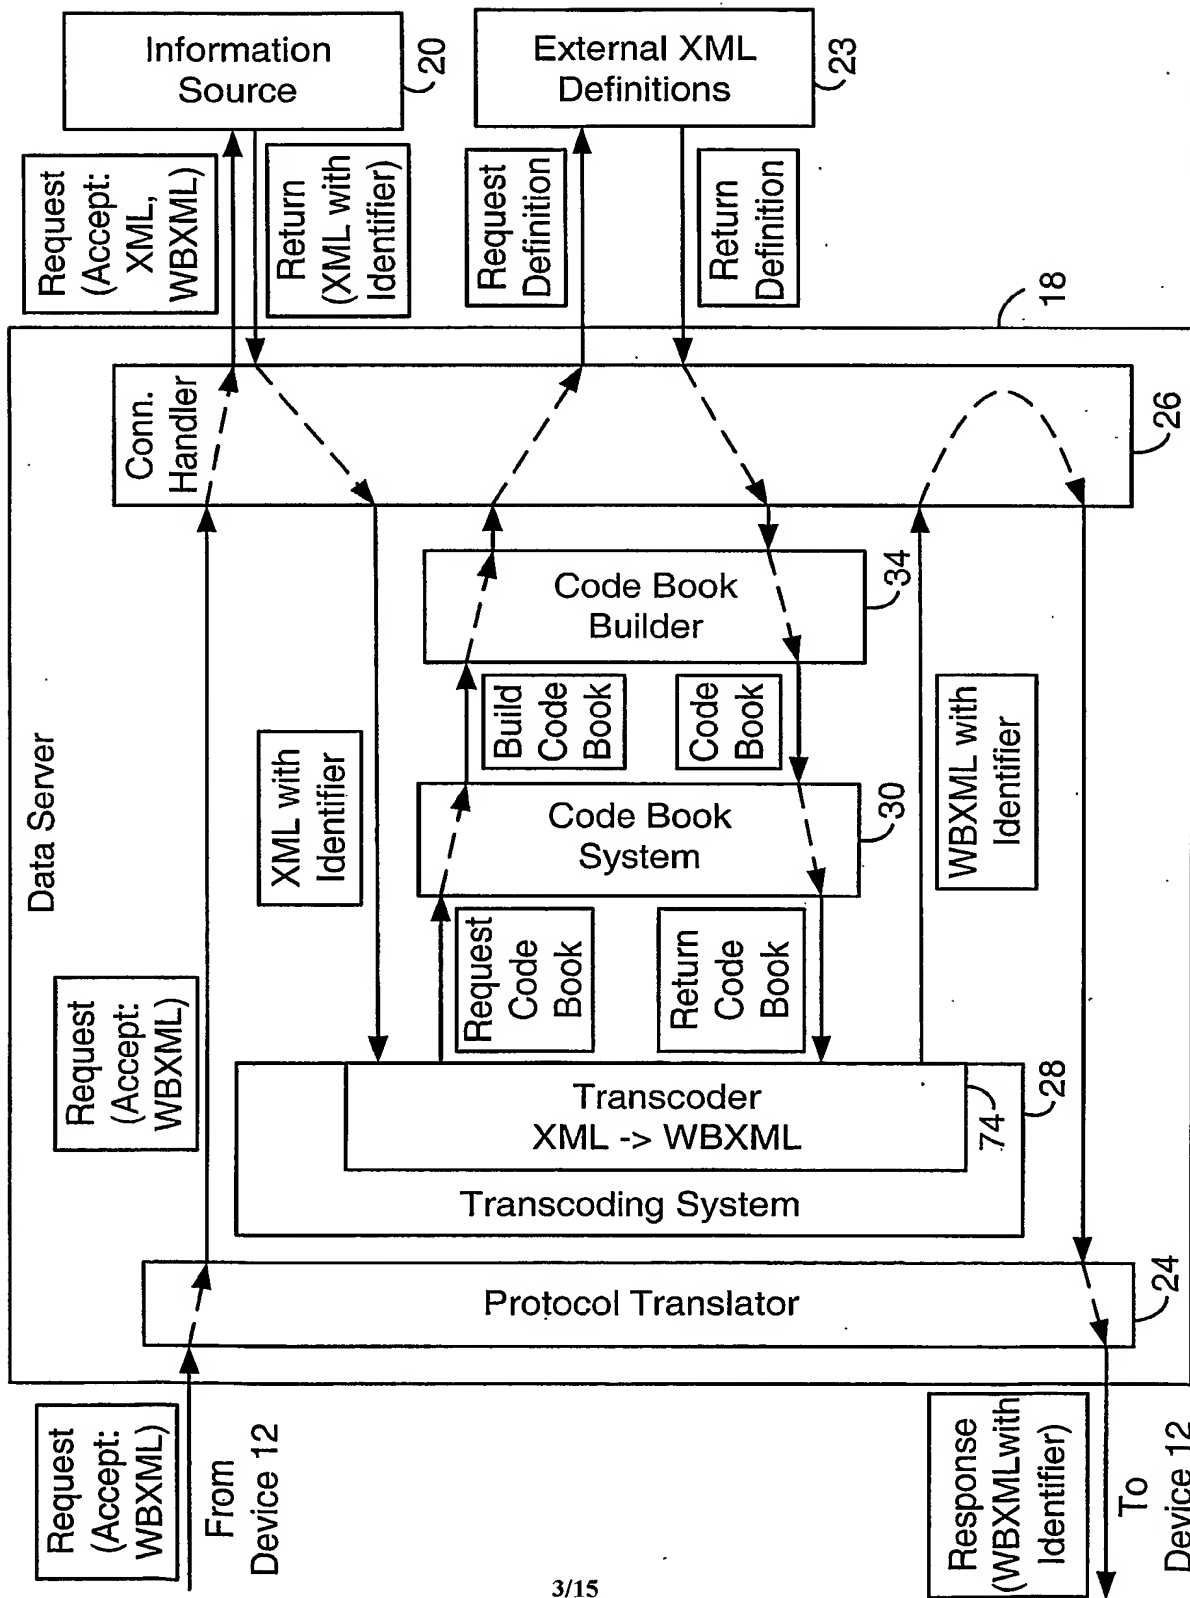 Information
Source
20
External XML
Definitions
23
Request
(Accept:
XML,
WBXML)
Return
(XML with
Identifier)
Request
Definition
Return
Definition
18
Data Server
Conn.
Handler
26
Request
(Accept:
WBXML)
XML with
Identifier
Code Book
Builder
34
Build
Code
Book
Code
Book
Code Book
System
30
Request
Code
Book
Return
Code
Book
WBXML with
Identifier
Transcoder
XML -> WBXML
74
Transcoding System
28
Protocol Translator
24
Request
(Accept:
WBXML)
From
Device 12
Response
(WBXMLwith
Identifier)
To
Device 12
3/15